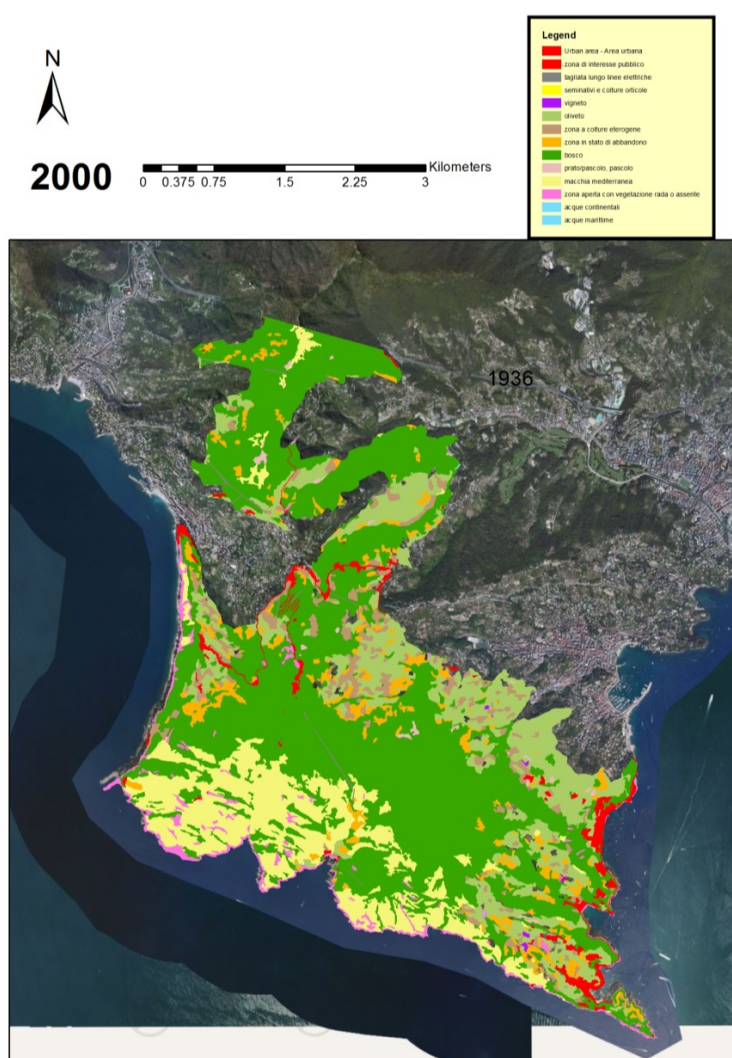 N
2000
Kilometers
0 0.375 0.75 1.5 2.25 3
Legend
Urban area - Area urbana
zona di interesse pubblico
tagliata lungo linee elettriche
seminativi e colture orticole
vigneto
oliveto
zona a colture eterogene
zona in stato di abbandono
bosco
prato/pascolo, pascolo
macchia mediterranea
zona aperta con vegetazione rada o assente
acque continentali
acque marittime
1936